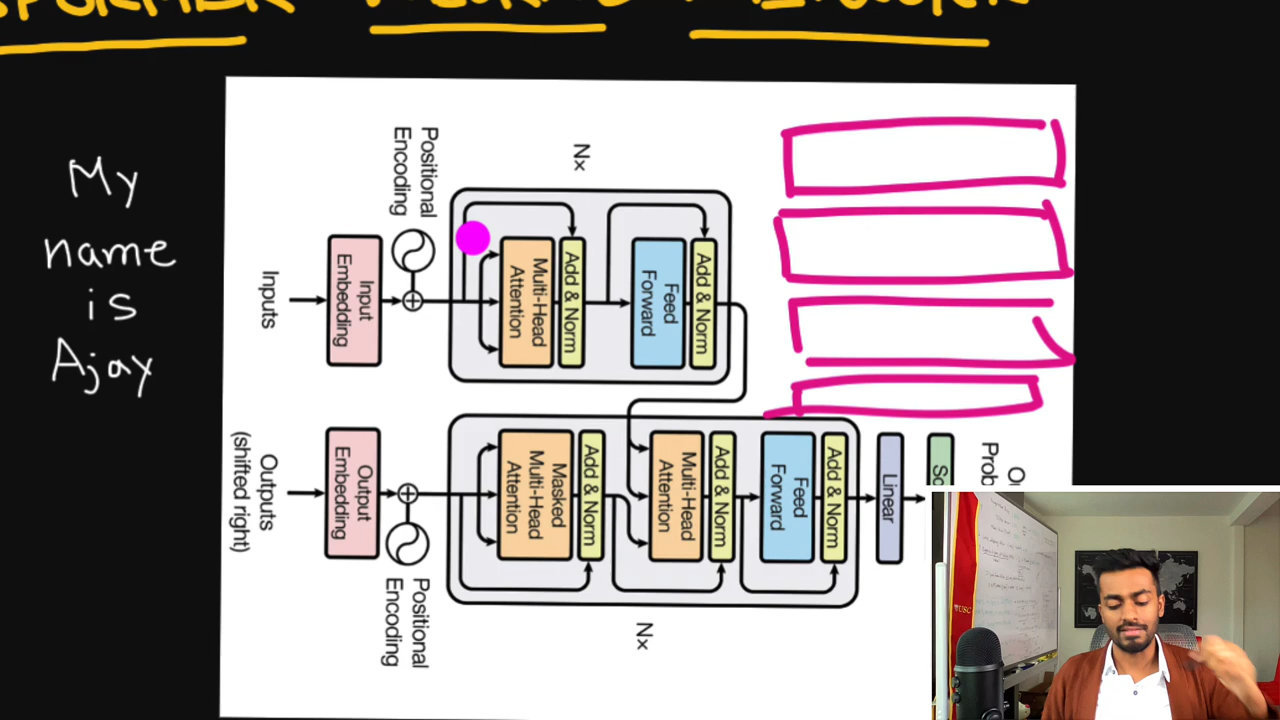 My
name
is
Ajay
Positional
Encoding
Nx
Inputs
Input
Embedding
Multi-Head
Attention
Add & Norm
Feed
Forward
Add & Norm
Outputs
(shifted right)
Output
Embedding
Positional
Encoding
Masked
Multi-Head
Attention
Add & Norm
Multi-Head
Attention
Add & Norm
Feed
Forward
Add & Norm
Linear
Nx
USC